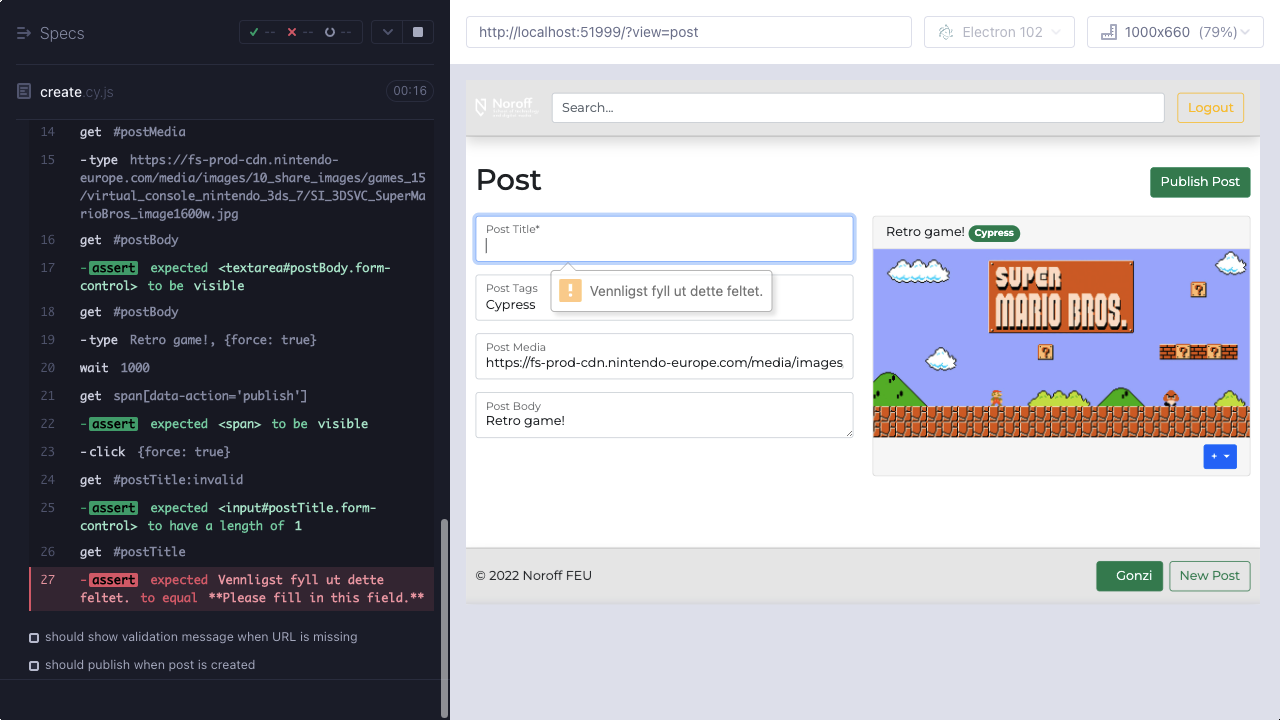 Specs
-- -- --
create.cy.js
00:16
14 get #postMedia
15 -type https://fs-prod-cdn.nintendo-
europe.com/media/images/10_share_images/games_15
/virtual_console_nintendo_3ds_7/SI_3DSVC_SuperMa
rioBros_image1600w.jpg
16 get #postBody
17 -assert expected <textarea#postBody.form-
control> to be visible
18 get #postBody
19 -type Retro game!, {force: true}
20 wait 1000
21 get span[data-action='publish']
22 -assert expected <span> to be visible
23 -click {force: true}
24 get #postTitle:invalid
25 -assert expected <input#postTitle.form-
control> to have a length of 1
26 get #postTitle
27 -assert expected Vennligst fyll ut dette
feltet. to equal **Please fill in this field.**
should show validation message when URL is missing
should publish when post is created
http://localhost:51999/?view=post
Electron 102
1000x660 (79%)
Noroff
Search...
Logout
Post
Publish Post
Post Title*
Vennligst fyll ut dette feltet.
Post Tags
Cypress
Post Media
https://fs-prod-cdn.nintendo-europe.com/media/images
Post Body
Retro game!
Retro game! Cypress
SUPER
MARIO BROS.
? 
? ? ?
+
© 2022 Noroff FEU
Gonzi
New Post